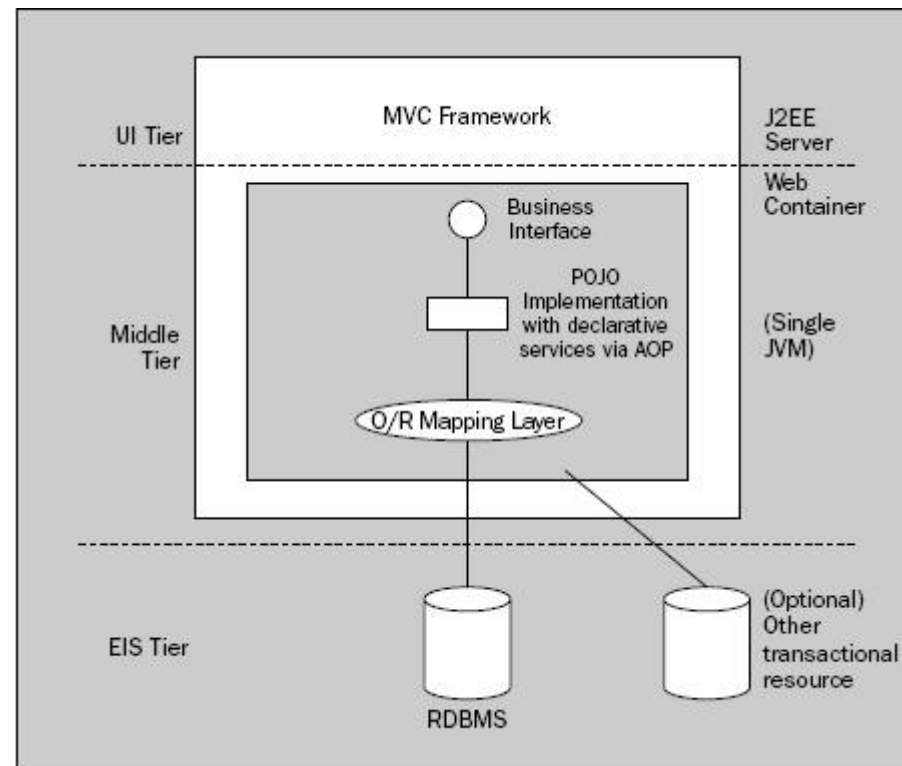 MVC Framework
UI Tier
J2EE
Server
Web
Container
Business
Interface
POJO
Implementation
with declarative
services via AOP
Middle
Tier
(Single
JVM)
O/R Mapping Layer
EIS Tier
RDBMS
(Optional)
Other
transactional
resource